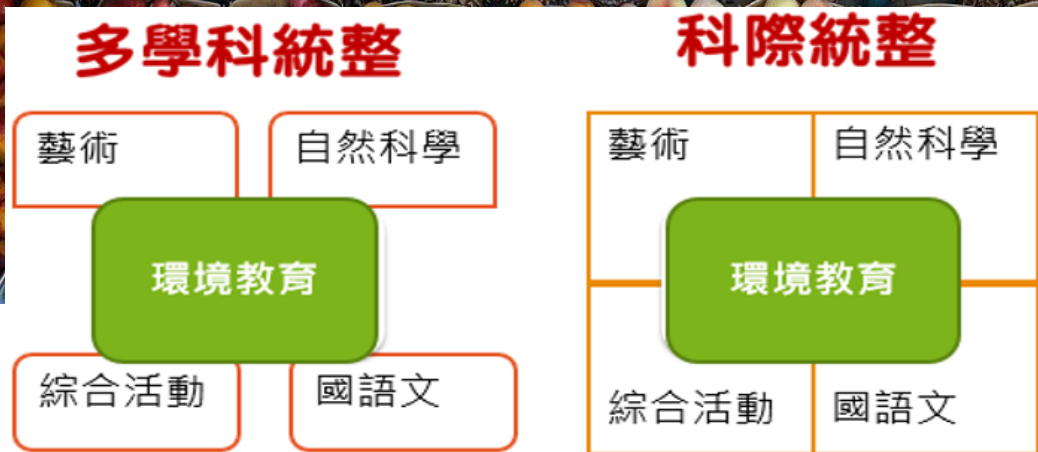 多學科統整
藝術
自然科學
環境教育
綜合活動
國語文
科際統整
藝術
自然科學
環境教育
綜合活動
國語文